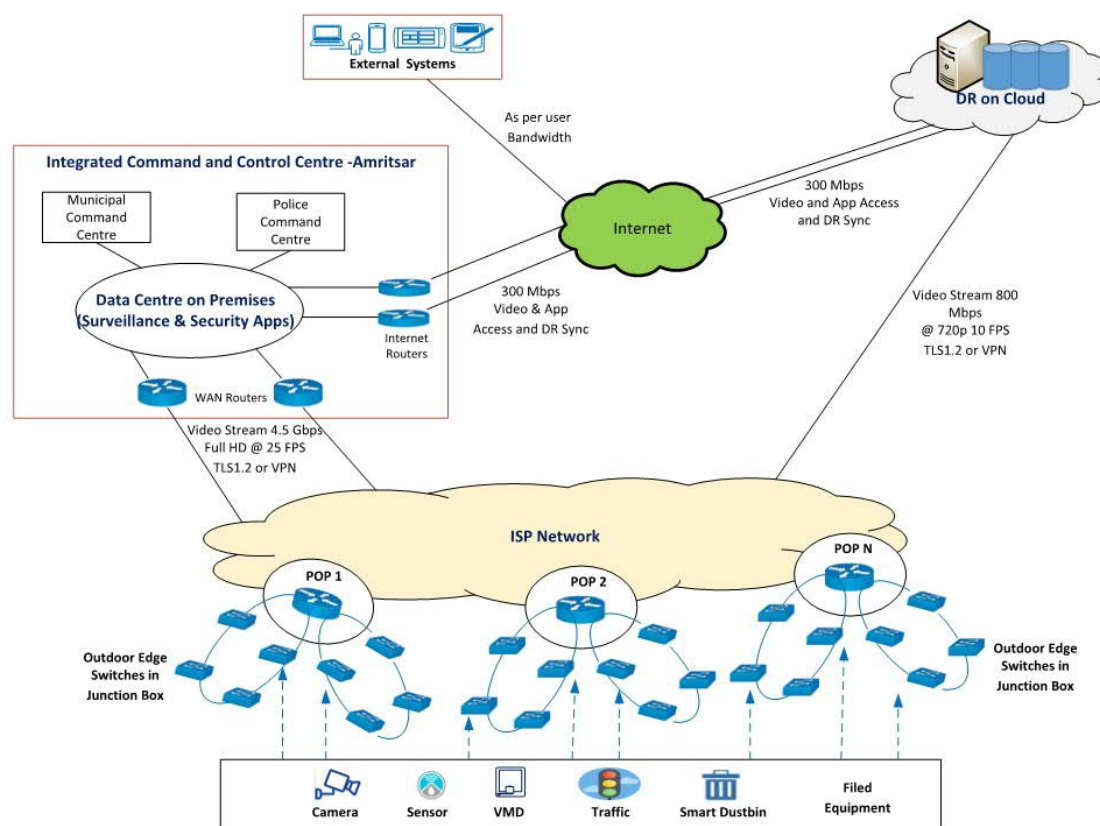 External Systems
DR on Cloud
As per user
Bandwidth
Integrated Command and Control Centre -Amritsar
Municipal
Command
Centre
Police
Command
Centre
300 Mbps
Video and App Access
and DR Sync
Internet
Data Centre on Premises
(Surveillance & Security Apps)
300 Mbps
Video & App
Access and DR Sync
Internet
Routers
Video Stream 800
Mbps
@ 720p 10 FPS
TLS1.2 or VPN
WAN Routers
Video Stream 4.5 Gbps
Full HD @ 25 FPS
TLS1.2 or VPN
ISP Network
POP 1
POP 2
POP N
Outdoor Edge
Switches in
Junction Box
Outdoor Edge
Switches in
Junction Box
Camera
Sensor
VMD
Traffic
Smart Dustbin
Filed
Equipment